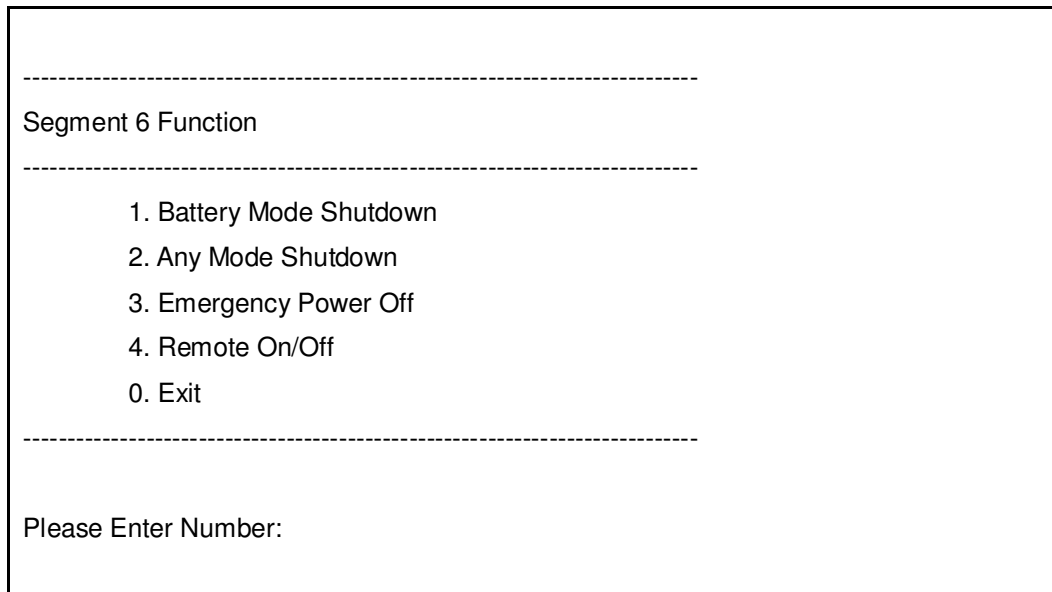 ---------------------------------------------------------------------------
Segment 6 Function
---------------------------------------------------------------------------
1. Battery Mode Shutdown
2. Any Mode Shutdown
3. Emergency Power Off
4. Remote On/Off
0. Exit
---------------------------------------------------------------------------
Please Enter Number: